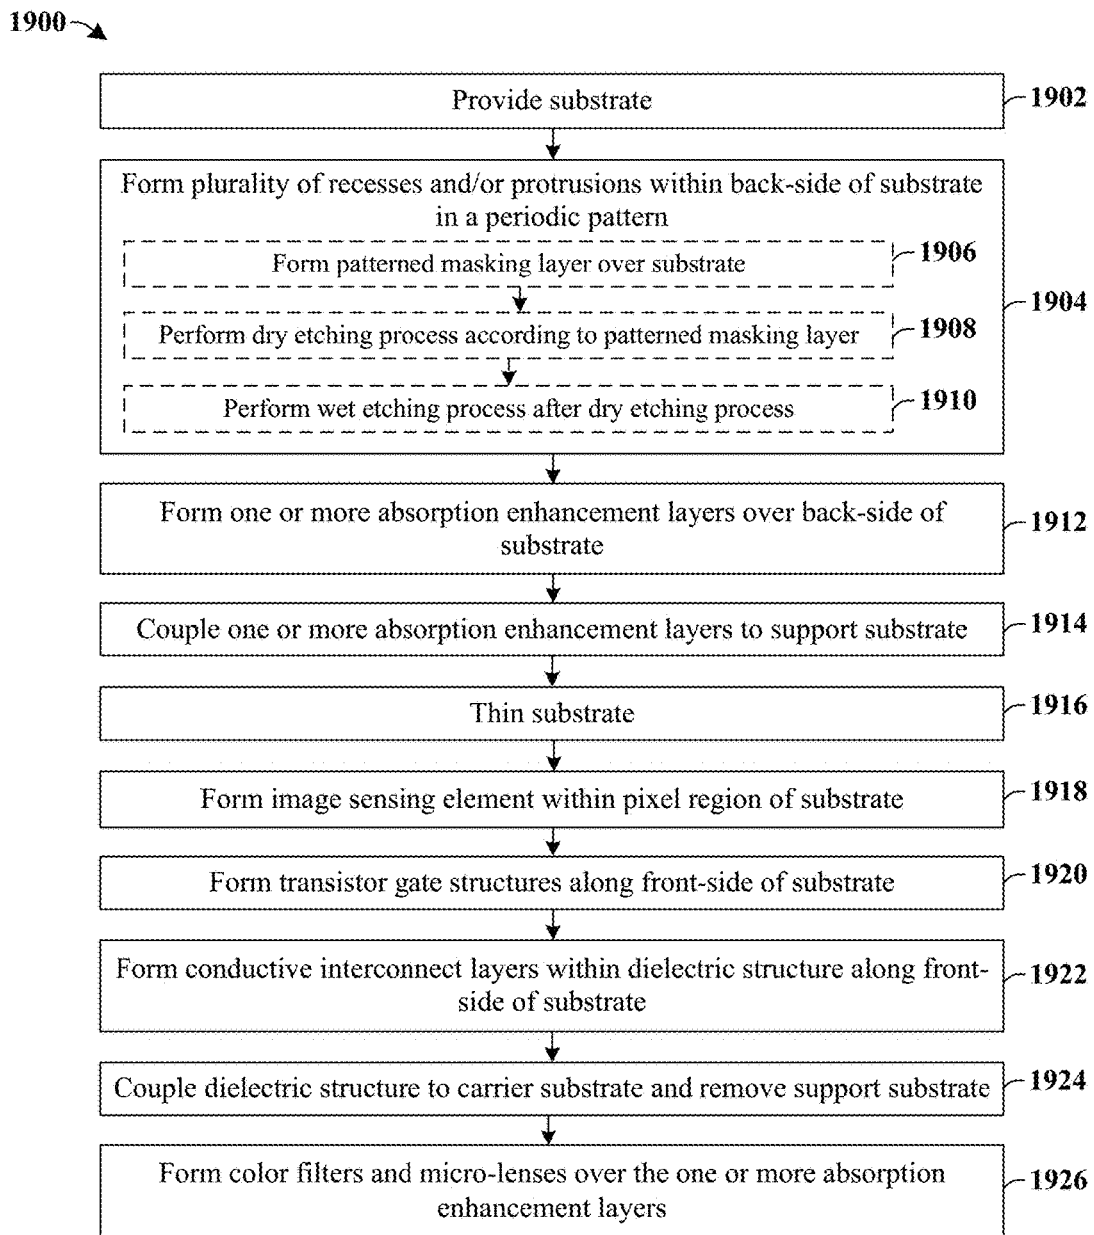 1900
Provide substrate
1902
Form plurality of recesses and/or protrusions within back-side of substrate
in a periodic pattern
1904
Form patterned masking layer over substrate
1906
Perform dry etching process according to patterned masking layer
1908
Perform wet etching process after dry etching process
1910
Form one or more absorption enhancement layers over back-side of
substrate
1912
Couple one or more absorption enhancement layers to support substrate
1914
Thin substrate
1916
Form image sensing element within pixel region of substrate
1918
Form transistor gate structures along front-side of substrate
1920
Form conductive interconnect layers within dielectric structure along front-
side of substrate
1922
Couple dielectric structure to carrier substrate and remove support substrate
1924
Form color filters and micro-lenses over the one or more absorption
enhancement layers
1926